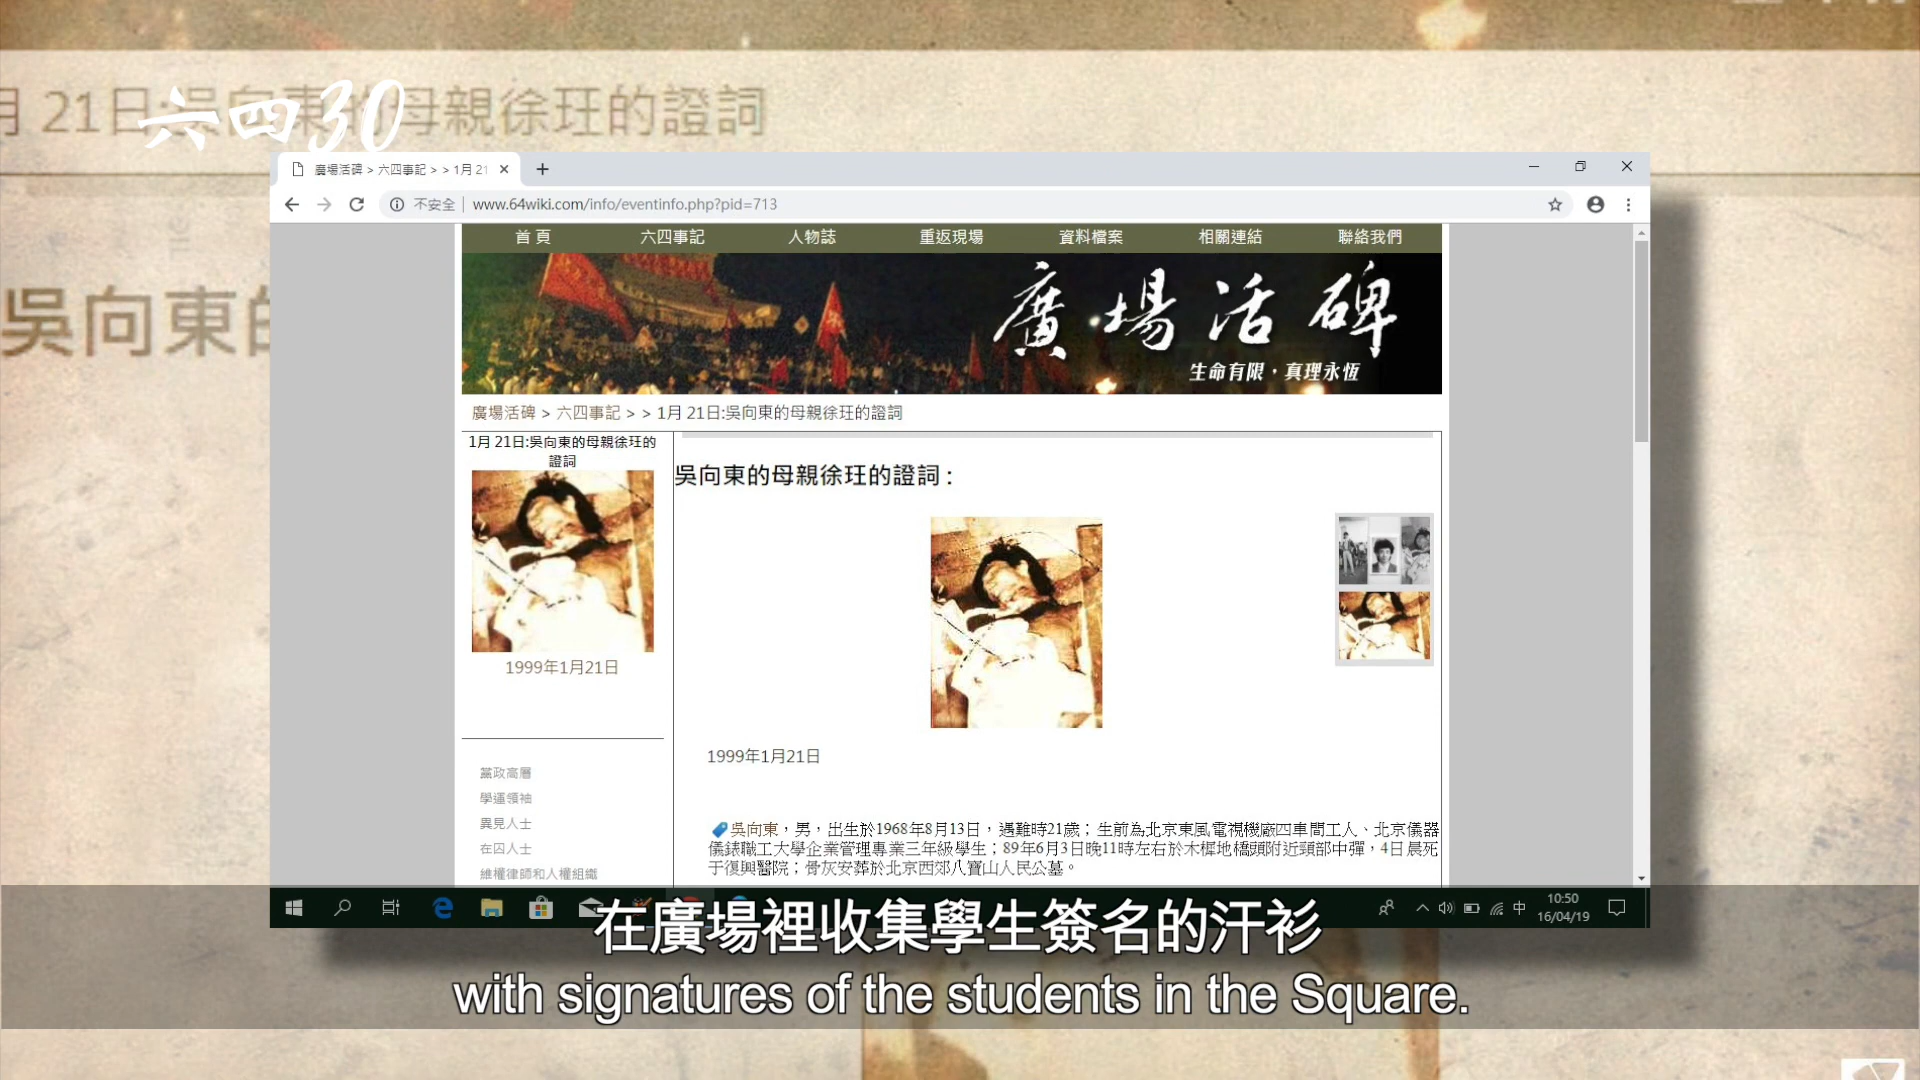 月 21日:吳向東的母親徐珏的證詞
六四30
廣場活碑 > 六四事記 > > 1月 21
不安全
www.64wiki.com/info/eventinfo.php?pid=713
首 頁
六四事記
人物誌
重返現場
資料檔案
相關連結
聯絡我們
廣場活碑
生命有限·真理永恆
廣場活碑 > 六四事記 > > 1月 21日:吳向東的母親徐玨的證詞
1月 21日:吳向東的母親徐玨的
證詞
1999年1月21日
吳向東的
吳向東的母親徐玨的證詞 :
1999年1月21日
黨政高層
學運領袖
異見人士
在囚人士
維權律師和人權組織
吳向東，男，出生於1968年8月13日，遇難時21歲；生前為北京東風電視機廠四車間工人、北京儀器
儀錶職工大學企業管理專業三年級學生；89年6月3日晚11時左右於木樨地橋頭附近頸部中彈，4日晨死
于復興醫院；骨灰安葬於北京西郊八寶山人民公墓。
中
10:50
16/04/19
在廣場裡收集學生簽名的汗衫
with signatures of the students in the Square.